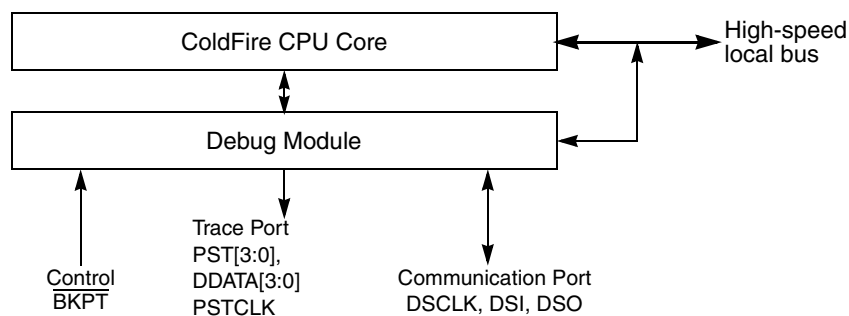 ColdFire CPU Core
High-speed
local bus
Debug Module
Control
BKPT
Trace Port
PST[3:0],
DDATA[3:0]
PSTCLK
Communication Port
DSCLK, DSI, DSO